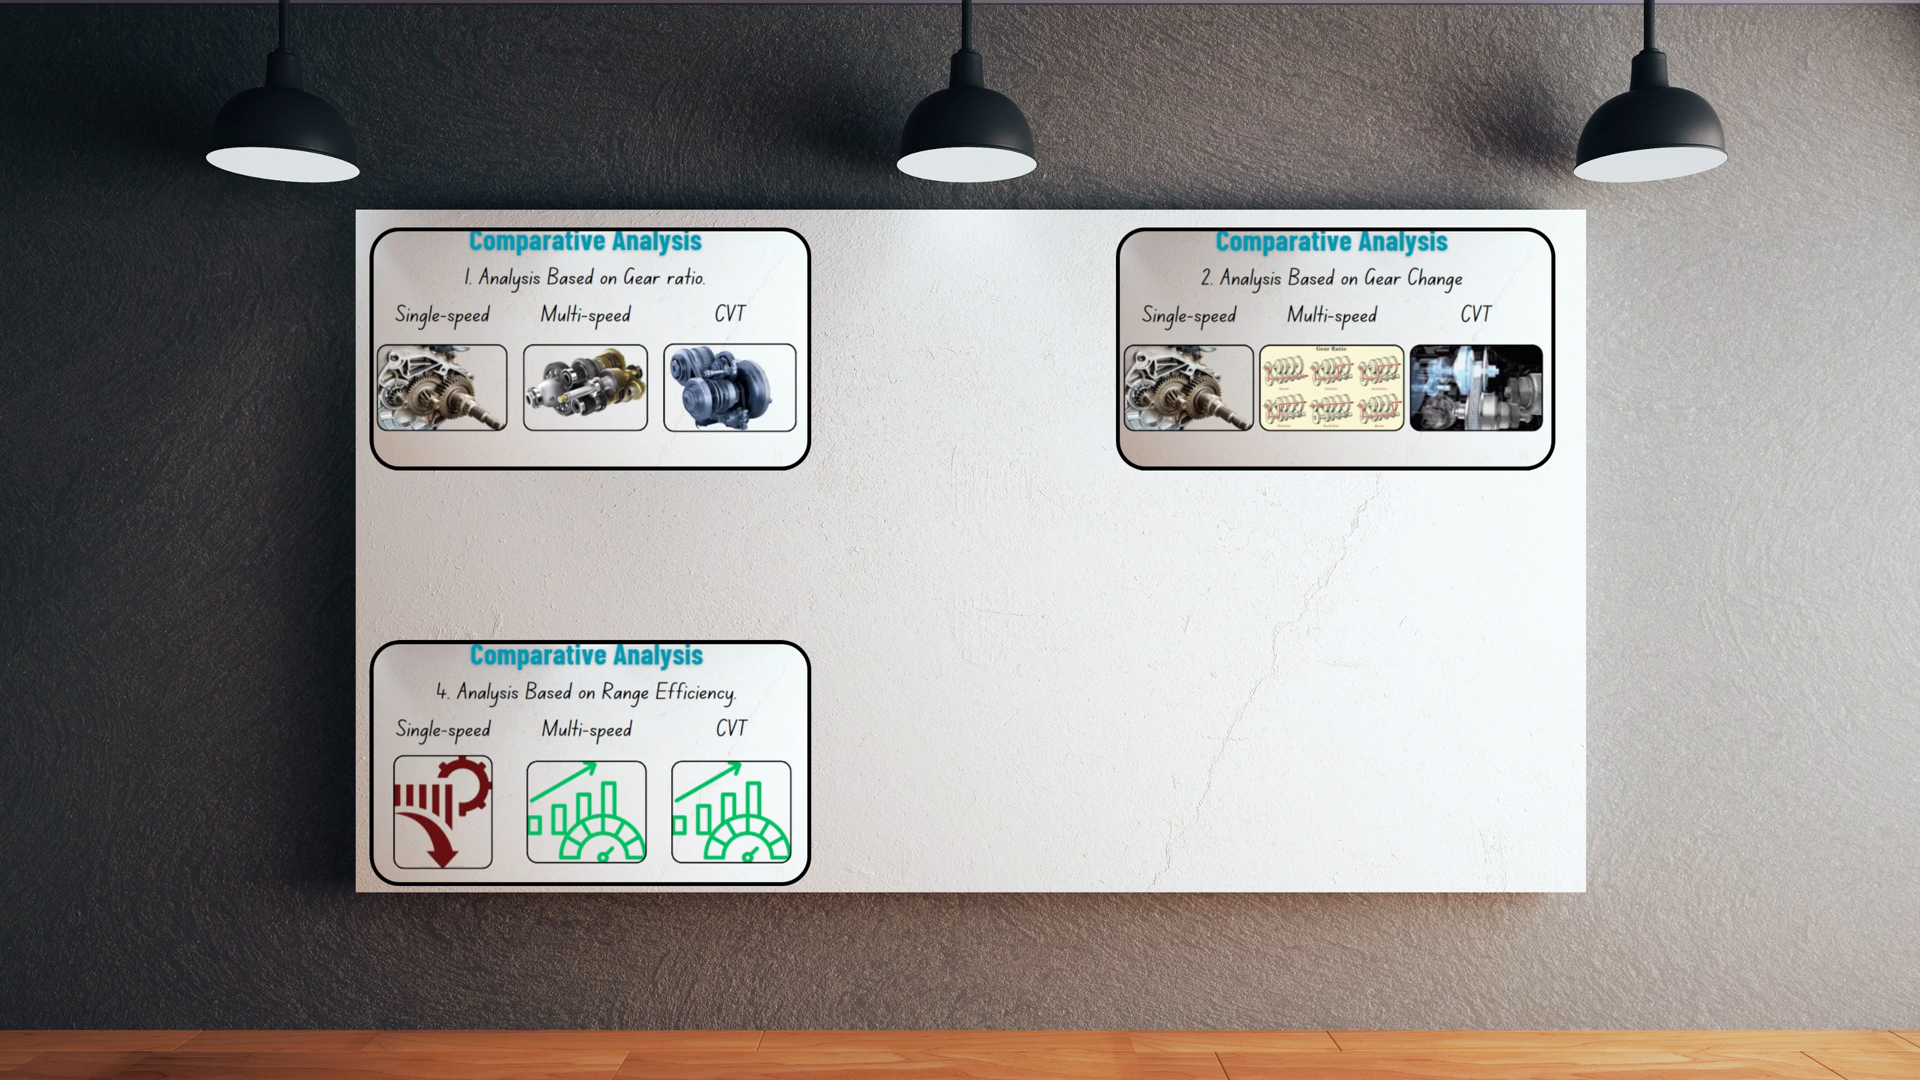 Comparative Analysis
1. Analysis Based on Gear ratio.
Single-speed Multi-speed CVT
Comparative Analysis
2. Analysis Based on Gear Change
Single-speed Multi-speed CVT
Gear Ratio
Comparative Analysis
4. Analysis Based on Range Efficiency.
Single-speed Multi-speed CVT